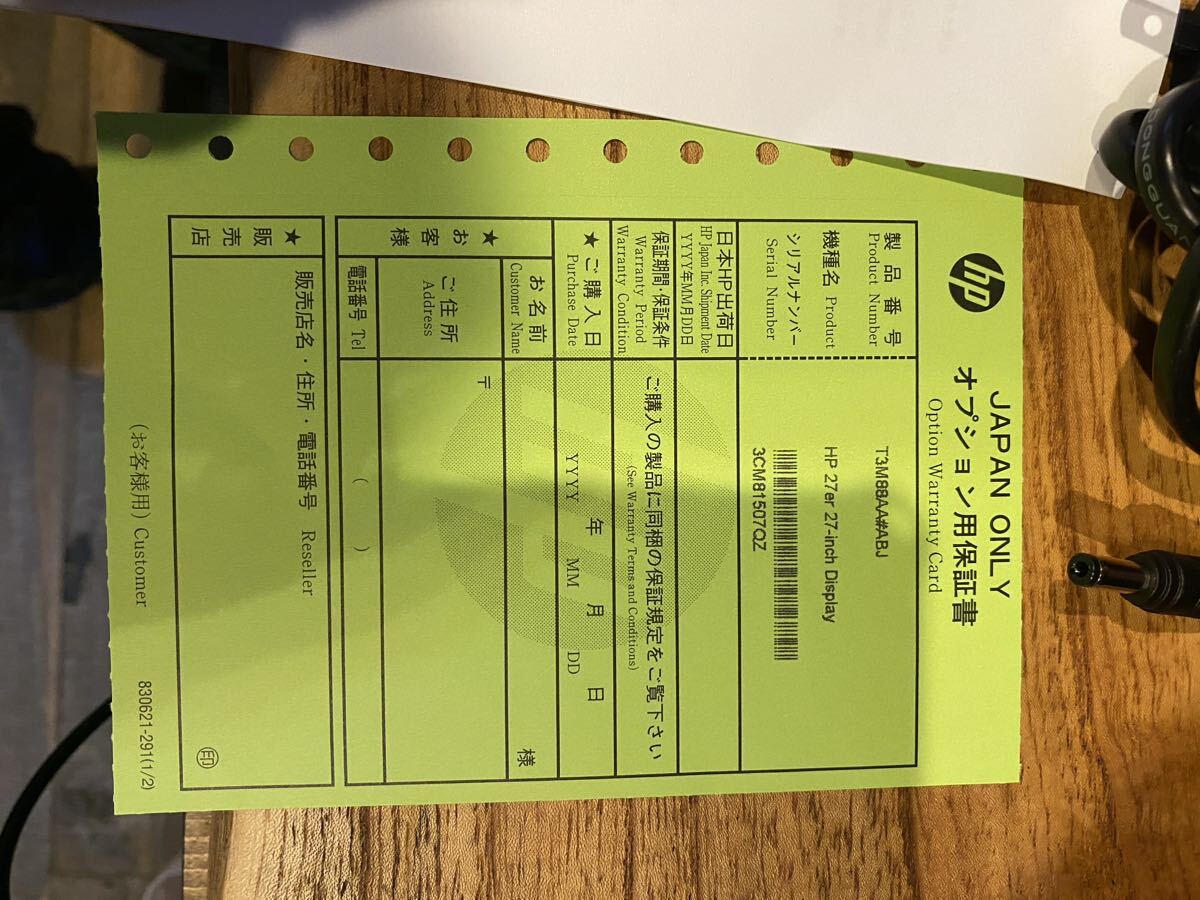 hp
JAPAN ONLY
オプション用保証書
Option Warranty Card
製品番号
Product Number
T3M88AA#ABJ
機種名 Product
HP 27er 27-inch Display
シリアルナンバー
Serial Number
3CM81507QZ
日本HP出荷日
HP Japan Inc. Shipment Date
YYYY年MM月DD日
保証期間・保証条件
Warranty Period
Warranty Condition
ご購入の製品に同梱の保証規定をご覧下さい
(See Warranty Terms and Conditions)
★ご購入日
Purchase Date
年 月 日
YYYY MM DD
★
お客様
お名前
Customer Name
様
ご住所
Address
〒
電話番号 Tel
( )
★
販売店
販売店名・住所・電話番号 Reseller
印
(お客様用) Customer
830621-291(1/2)